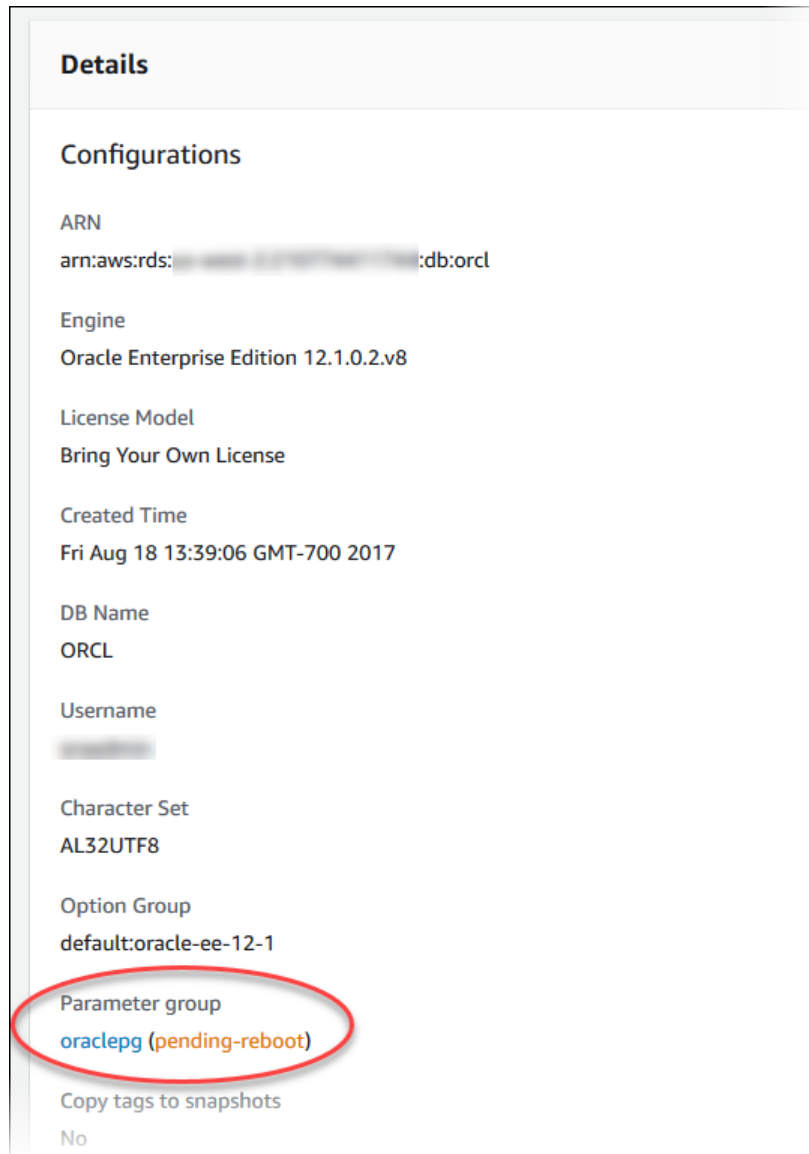 Details
Configurations
ARN
arn:aws:rds: :db:orcl
Engine
Oracle Enterprise Edition 12.1.0.2.v8
License Model
Bring Your Own License
Created Time
Fri Aug 18 13:39:06 GMT-700 2017
DB Name
ORCL
Username
Character Set
AL32UTF8
Option Group
default:oracle-ee-12-1
Parameter group
oraclepg (pending-reboot)
Copy tags to snapshots
No